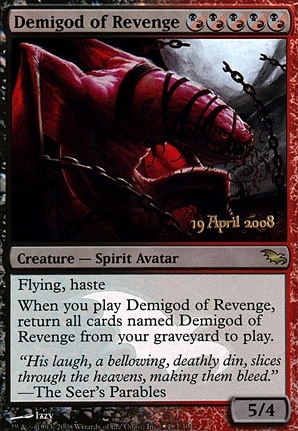 Demigod of Revenge
19 April 2008
Creature — Spirit Avatar
Flying, haste
When you play Demigod of Revenge,
return all cards named Demigod of
Revenge from your graveyard to play.
“His laugh, a bellowing, deathly din, slices
through the heavens, making them bleed.”
—The Seer's Parables
Izzy
5/4